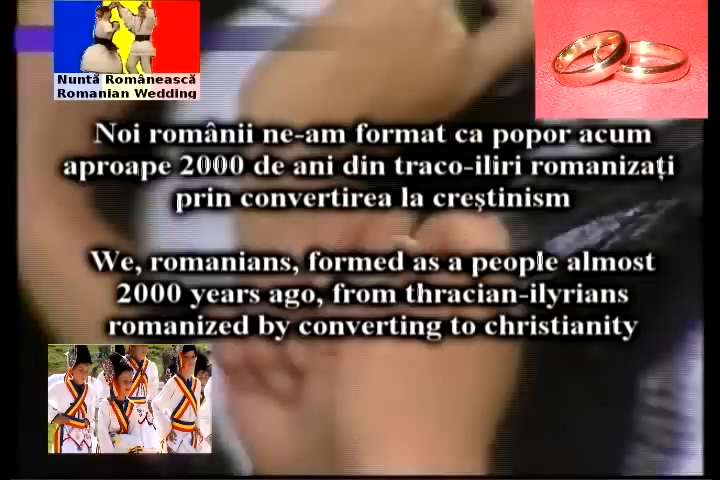 Nuntă Românească
Romanian Wedding
Noi românii ne-am format ca popor acum
aproape 2000 de ani din traco-iliri romanizați
prin convertirea la creştinism
We, romanians, formed as a people almost
2000 years ago, from thracian-ilyrians
romanized by converting to christianity